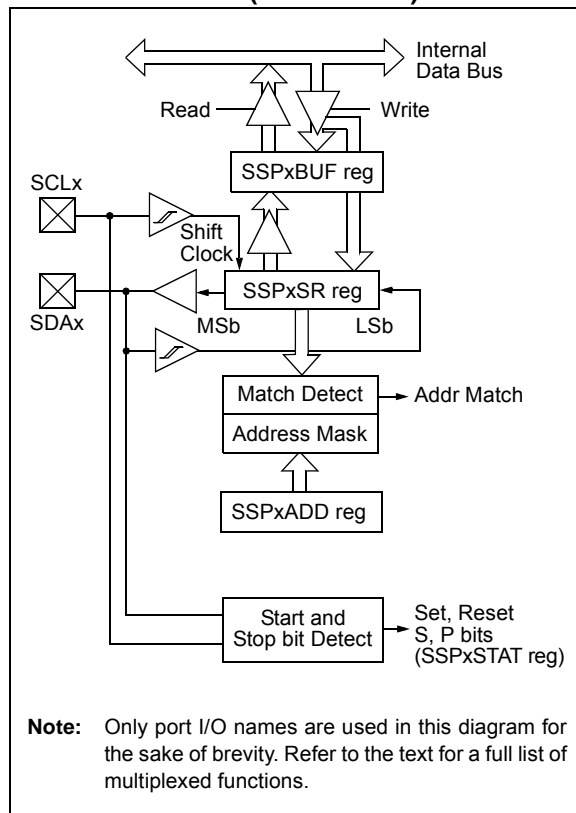 Internal
Data Bus
Read
Write
SSPxBUF reg
SCLx
Shift
Clock
SSPxSR reg
SDAx
MSb
LSb
Match Detect
Addr Match
Address Mask
SSPxADD reg
Start and
Stop bit Detect
Set, Reset
S, P bits
(SSPxSTAT reg)
Note: Only port I/O names are used in this diagram for
the sake of brevity. Refer to the text for a full list of
multiplexed functions.